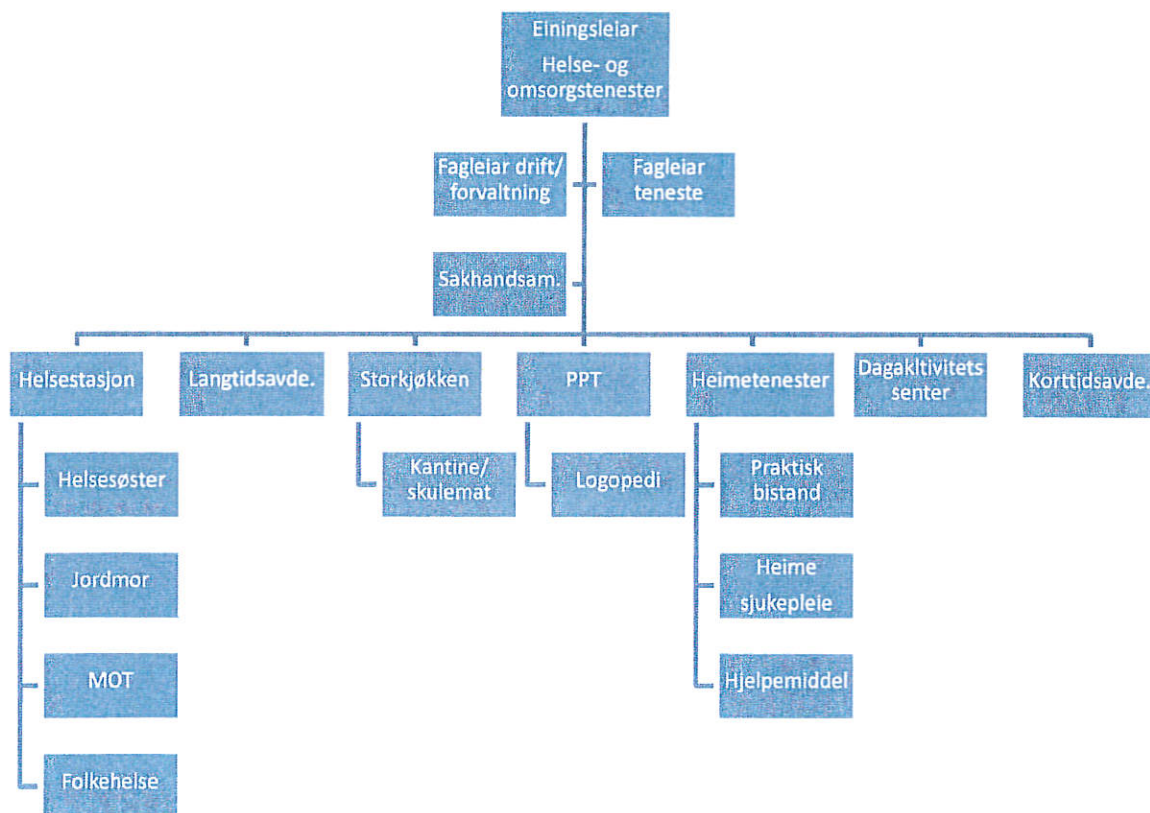 Einingsleiar
Helse- og
omsorgstenester
Fagleiar drift/
forvaltning
Fagleiar
teneste
Sakhandsam.
Helsestasjon
Langtidsavde.
Storkjøkken
PPT
Heimetenester
Dagakltivitets
senter
Korttidsavde.
Helsesøster
Jordmor
MOT
Folkehelse
Kantine/
skulemat
Logopedi
Praktisk
bistand
Heime
sjukepleie
Hjelpemiddel